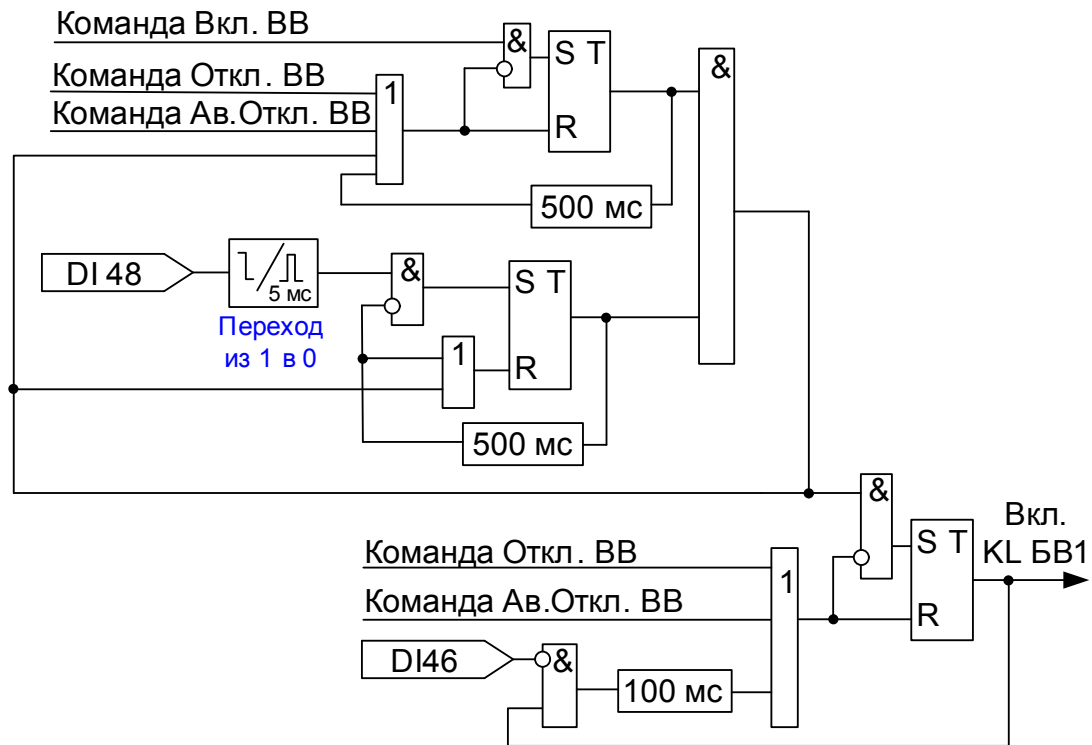 Команда Вкл. ВВ
&
S T
&
Команда Откл. ВВ
1
Команда Ав.Откл. ВВ
R
500 мс
DI 48
5 мс
&
S T
Переход
из 1 в 0
1
R
500 мс
&
Вкл.
S T
KL БВ1
Команда Откл. ВВ
1
Команда Ав.Откл. ВВ
R
DI46
&
100 мс